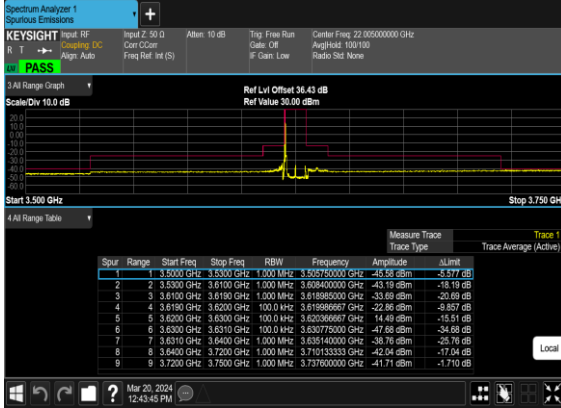 Spectrum Analyzer 1
Spurious Emissions
+
KEYSIGHT Input: RF Input Z: 50 Ω Atten: 10 dB Trig: Free Run Center Freq: 22.005000000 GHz
R T Coupling: DC Corr CCorr Gate: Off Avg|Hold: 100/100
Align: Auto Freq Ref: Int (S) IF Gain: Low Radio Std: None
PASS
3 All Range Graph Ref Lvl Offset 36.43 dB
Scale/Div 10.0 dB Ref Value 30.00 dBm
20.0
10.0
0.00
-10.0
-20.0
-30.0
-40.0
-50.0
-60.0
Start 3.500 GHz Stop 3.750 GH
4 All Range Table
Measure Trace Trace 1
Trace Type Trace Average (Active)
Spur Range Start Freq Stop Freq RBW Frequency Amplitude ΔLimit
1 1 3.5000 GHz 3.5300 GHz 1.000 MHz 3.505750000 GHz -45.58 dBm -5.577 dB
2 2 3.5300 GHz 3.6100 GHz 1.000 MHz 3.608400000 GHz -43.19 dBm -18.19 dB
3 3 3.6100 GHz 3.6190 GHz 1.000 MHz 3.618985000 GHz -33.69 dBm -20.69 dB
4 4 3.6190 GHz 3.6200 GHz 100.0 kHz 3.619986667 GHz -22.86 dBm -9.857 dB
5 5 3.6200 GHz 3.6300 GHz 100.0 kHz 3.620366667 GHz 14.49 dBm -15.51 dB
6 6 3.6300 GHz 3.6310 GHz 100.0 kHz 3.630775000 GHz -47.68 dBm -34.68 dB
7 7 3.6310 GHz 3.6400 GHz 1.000 MHz 3.635140000 GHz -38.76 dBm -25.76 dB
8 8 3.6400 GHz 3.7200 GHz 1.000 MHz 3.710133333 GHz -42.04 dBm -17.04 dB
9 9 3.7200 GHz 3.7500 GHz 1.000 MHz 3.737600000 GHz -41.71 dBm -1.710 dB
Local
? Mar 20, 2024
12:43:45 PM